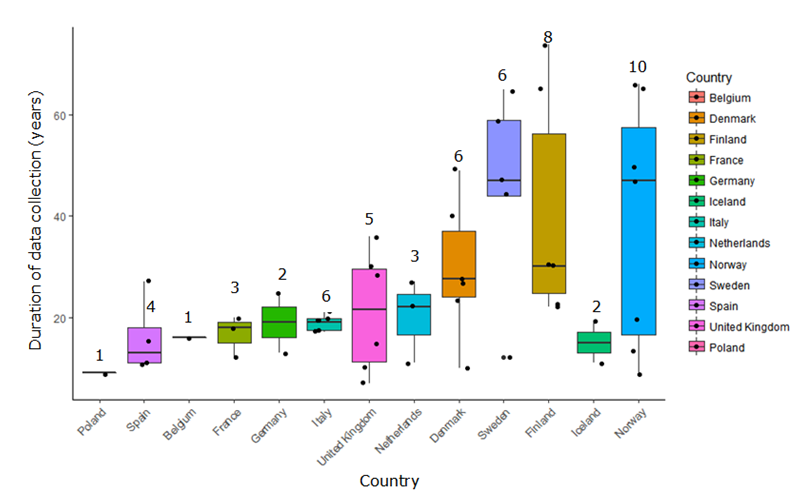 Duration of data collection (years)
60
40
20
1
4
1
3
2
6
5
3
6
6
8
2
10
Poland
Spain
Belgium
France
Germany
Italy
United Kingdom
Netherlands
Denmark
Sweden
Finland
Iceland
Norway
Country
Country
Belgium
Denmark
Finland
France
Germany
Iceland
Italy
Netherlands
Norway
Sweden
Spain
United Kingdom
Poland